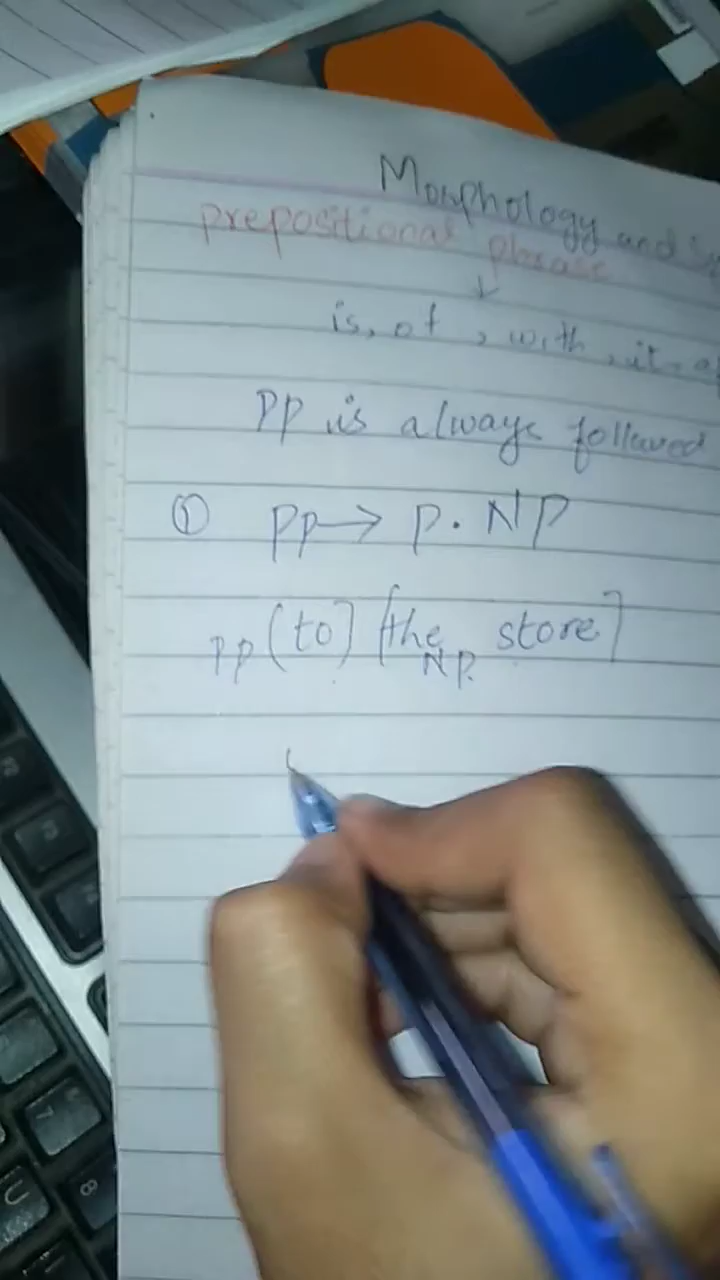 Morphology and
prepositional phrase
is, of, with, it,
PP is always followed
① PP → P. NP
PP (to] [the store]
NP.